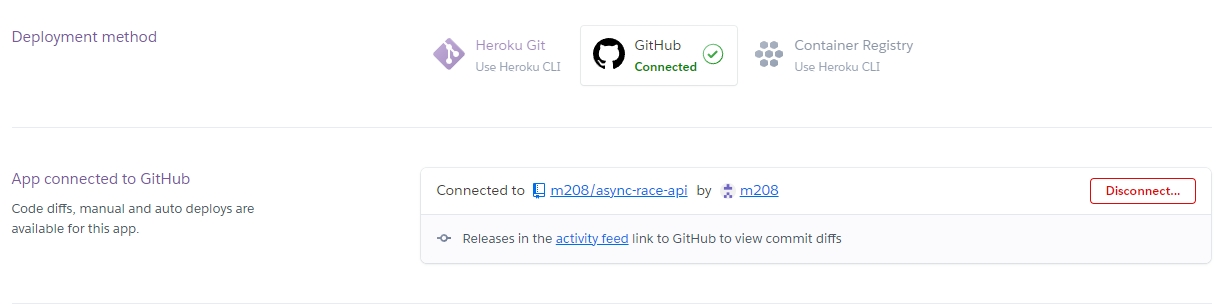 Deployment method
Heroku Git
Use Heroku CLI
GitHub
Connected
Container Registry
Use Heroku CLI
App connected to GitHub
Code diffs, manual and auto deploys are
available for this app.
Connected to m208/async-race-api by m208
Disconnect...
Releases in the activity feed link to GitHub to view commit diffs